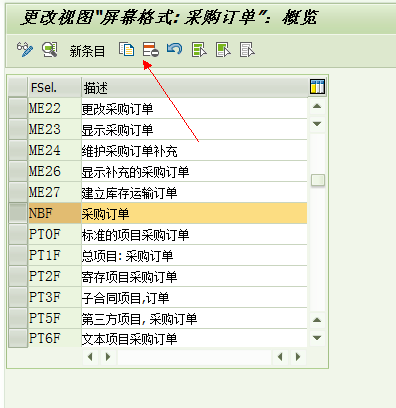 更改视图"屏幕格式: 采购订单": 概览
新条目
FSel. 描述
ME22 更改采购订单
ME23 显示采购订单
ME24 维护采购订单补充
ME26 显示补充的采购订单
ME27 建立库存运输订单
NBF 采购订单
PT0F 标准的项目采购订单
PT1F 总项目: 采购订单
PT2F 寄存项目采购订单
PT3F 子合同项目,订单
PT5F 第三方项目, 采购订单
PT6F 文本项目采购订单